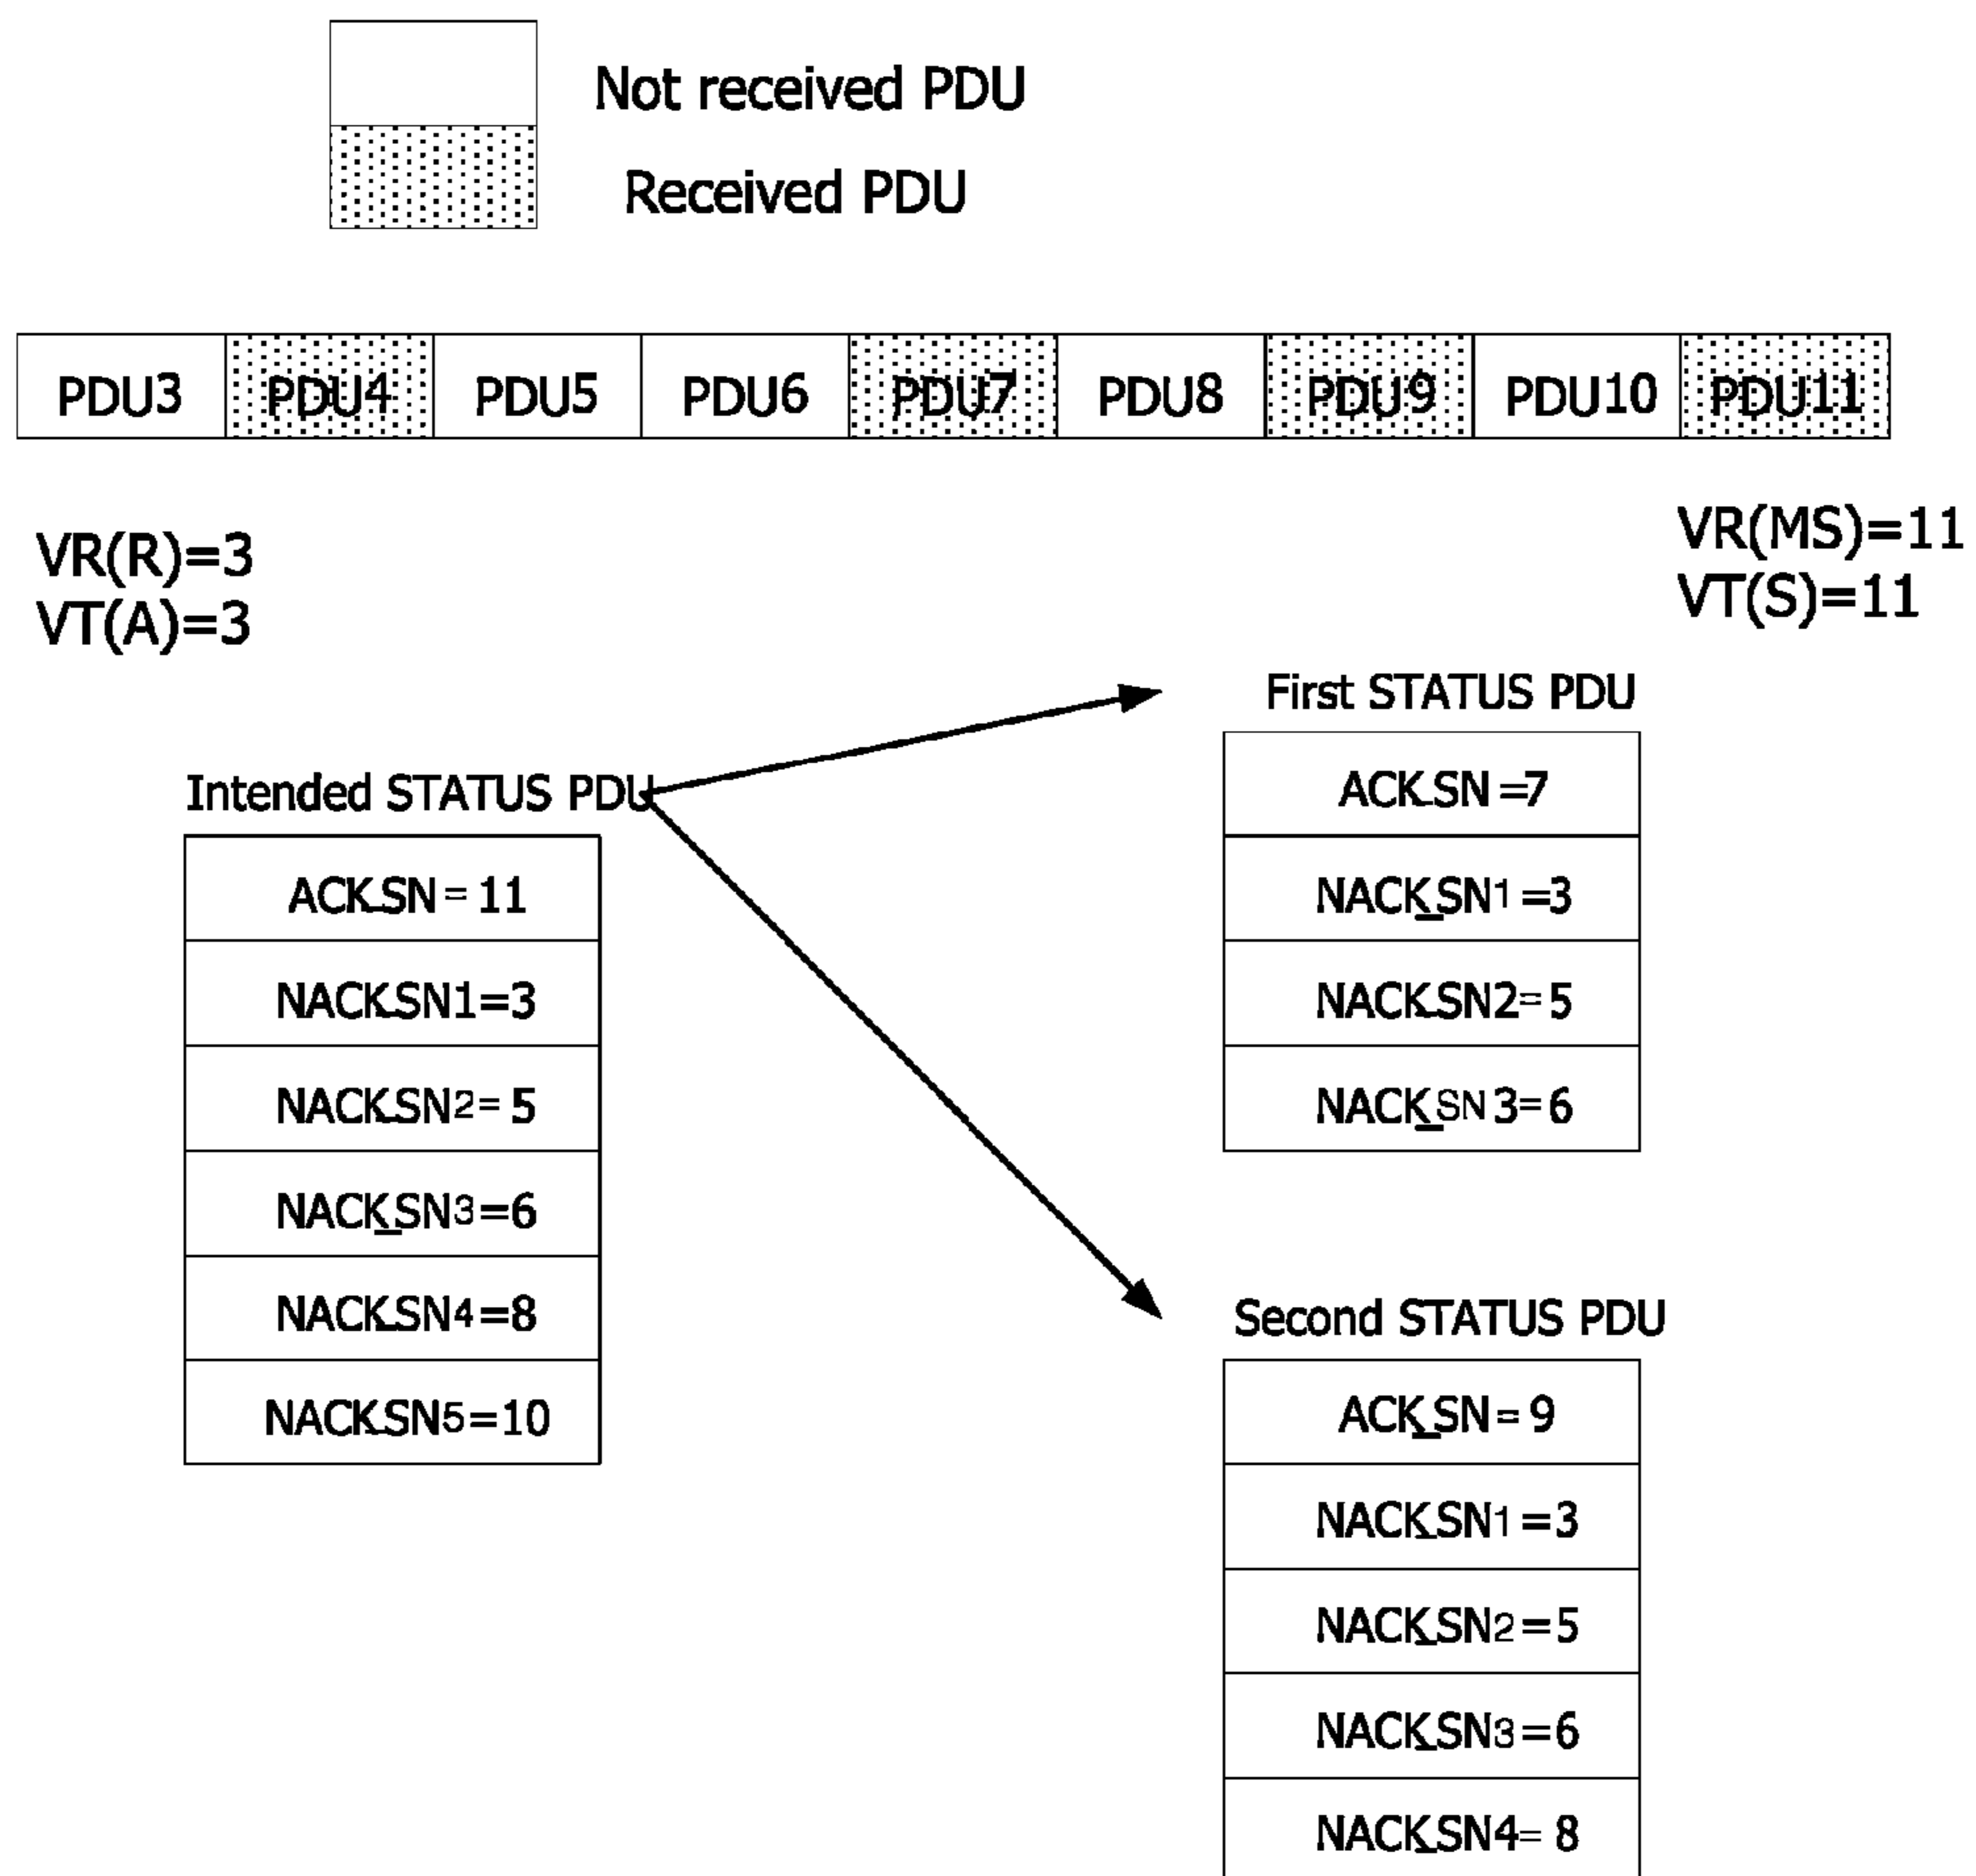 Not received PDU
Received PDU
PDU3 PDU4 PDU5 PDU6 PDU7 PDU8 PDU9 PDU10 PDU11
VR(R)=3
VT(A)=3
VR(MS)=11
VT(S)=11
Intended STATUS PDU
ACK_SN = 11
NACK_SN1=3
NACK_SN2= 5
NACK_SN3=6
NACK_SN4=8
NACK_SN5=10
First STATUS PDU
ACK_SN =7
NACK_SN1 =3
NACK_SN2= 5
NACK_SN 3=6
Second STATUS PDU
ACK_SN= 9
NACK_SN1 =3
NACK_SN2 =5
NACK_SN3=6
NACK_SN4= 8